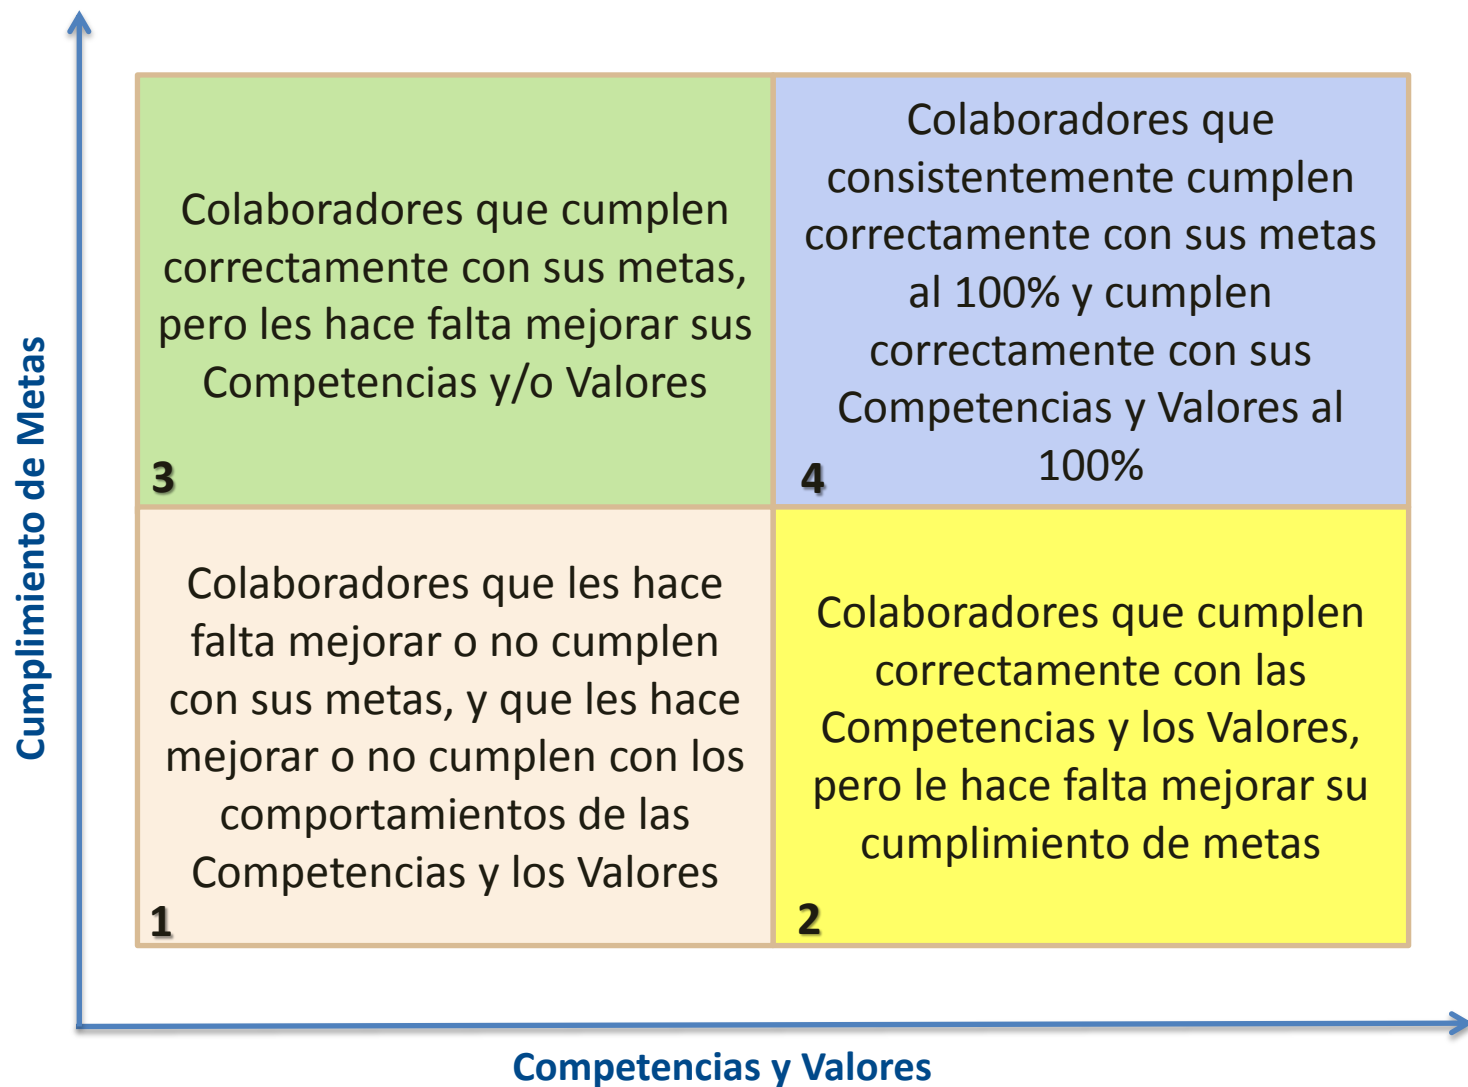 Cumplimiento de Metas
Colaboradores que cumplen
correctamente con sus metas,
pero les hace falta mejorar sus
Competencias y/o Valores
3
Colaboradores que
consistentemente cumplen
correctamente con sus metas
al 100% y cumplen
correctamente con sus
Competencias y Valores al
100%
4
Colaboradores que les hace
falta mejorar o no cumplen
con sus metas, y que les hace
mejorar o no cumplen con los
comportamientos de las
Competencias y los Valores
1
Colaboradores que cumplen
correctamente con las
Competencias y los Valores,
pero le hace falta mejorar su
cumplimiento de metas
2
Competencias y Valores